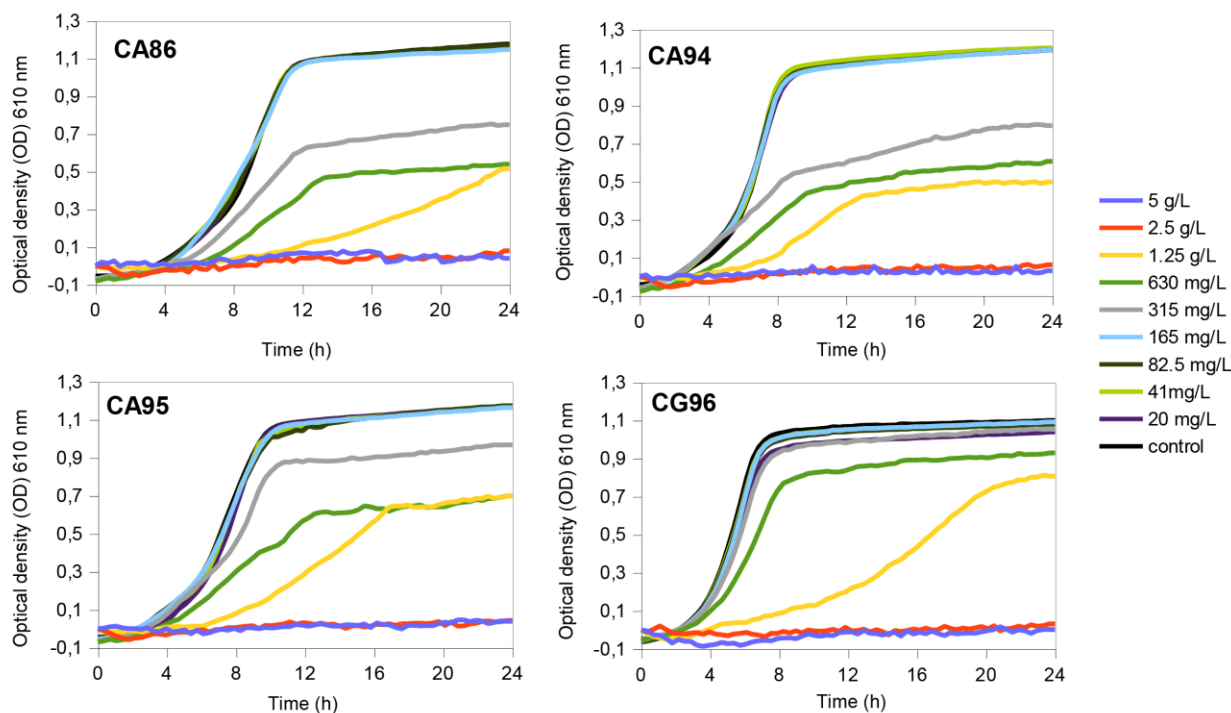 CA86
Optical density (OD) 610 nm
1,3
1,1
0,9
0,7
0,5
0,3
0,1
-0,1
0 4 8 12 16 20 24
Time (h)
CA94
Optical density (OD) 610 nm
1,3
1,1
0,9
0,7
0,5
0,3
0,1
-0,1
0 4 8 12 16 20 24
Time (h)
CA95
Optical density (OD) 610 nm
1,3
1,1
0,9
0,7
0,5
0,3
0,1
-0,1
0 4 8 12 16 20 24
Time (h)
CG96
Optical density (OD) 610 nm
1,3
1,1
0,9
0,7
0,5
0,3
0,1
-0,1
0 4 8 12 16 20 24
Time (h)
5 g/L
2.5 g/L
1.25 g/L
630 mg/L
315 mg/L
165 mg/L
82.5 mg/L
41mg/L
20 mg/L
control